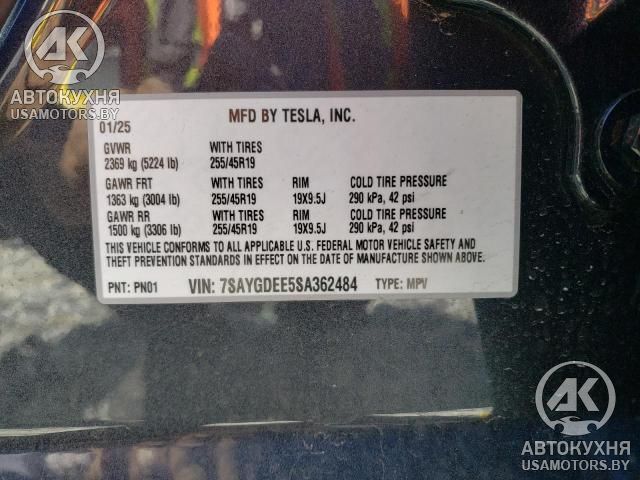 АК
АВТОКУХНЯ
USAMOTORS.BY
MFD BY TESLA, INC.
01/25
GVWR WITH TIRES
2369 kg (5224 lb) 255/45R19
GAWR FRT WITH TIRES RIM COLD TIRE PRESSURE
1363 kg (3004 lb) 255/45R19 19X9.5J 290 kPa, 42 psi
GAWR RR WITH TIRES RIM COLD TIRE PRESSURE
1500 kg (3306 lb) 255/45R19 19X9.5J 290 kPa, 42 psi
THIS VEHICLE CONFORMS TO ALL APPLICABLE U.S. FEDERAL MOTOR VEHICLE SAFETY AND
THEFT PREVENTION STANDARDS IN EFFECT ON THE DATE OF MANUFACTURE SHOWN ABOVE.
PNT: PN01 VIN: 7SAYGDEE5SA362484 TYPE: MPV
АК
АВТОКУХНЯ
USAMOTORS.BY